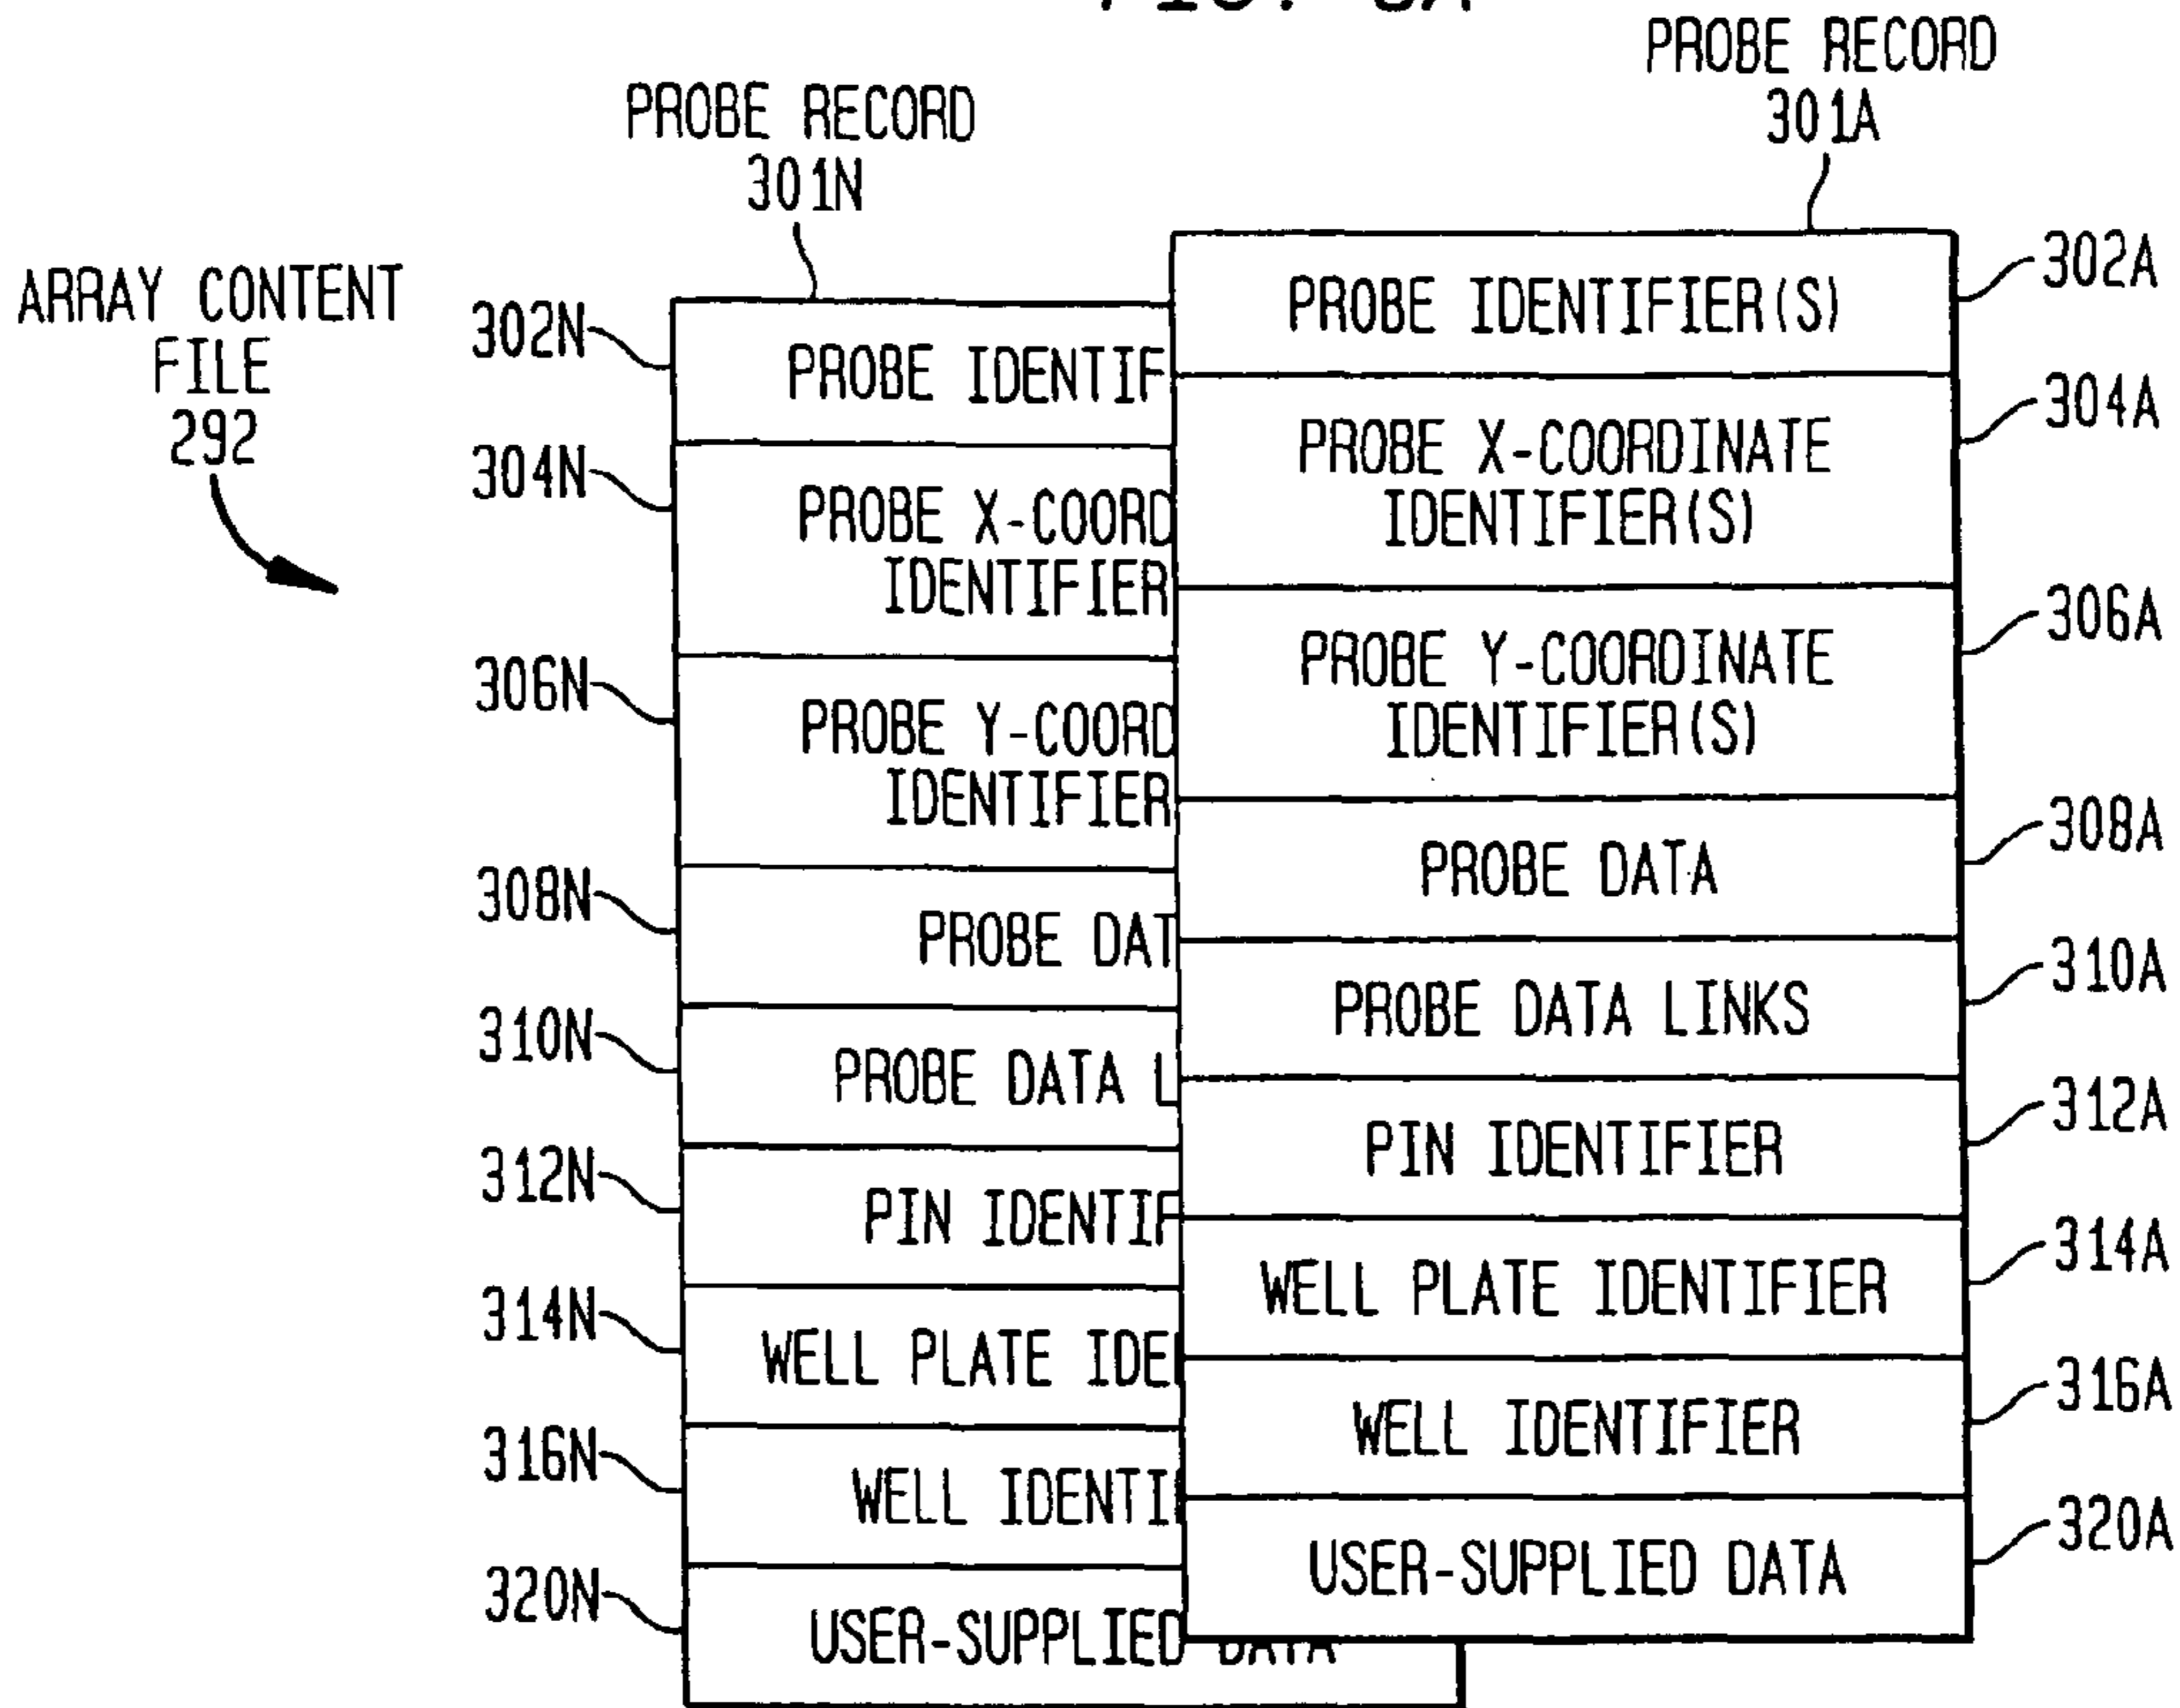 PROBE RECORD
301A
PROBE RECORD
301N
ARRAY CONTENT
FILE
292
302N
PROBE IDENTIF
304N
PROBE X-COORD
IDENTIFIER
306N
PROBE Y-COORD
IDENTIFIER
308N
PROBE DAT
310N
PROBE DATA L
312N
PIN IDENTIF
314N
WELL PLATE IDE
316N
WELL IDENTI
320N
USER-SUPPLIED DATA
PROBE IDENTIFIER(S)
302A
PROBE X-COORDINATE
IDENTIFIER(S)
304A
PROBE Y-COORDINATE
IDENTIFIER(S)
306A
PROBE DATA
308A
PROBE DATA LINKS
310A
PIN IDENTIFIER
312A
WELL PLATE IDENTIFIER
314A
WELL IDENTIFIER
316A
USER-SUPPLIED DATA
320A